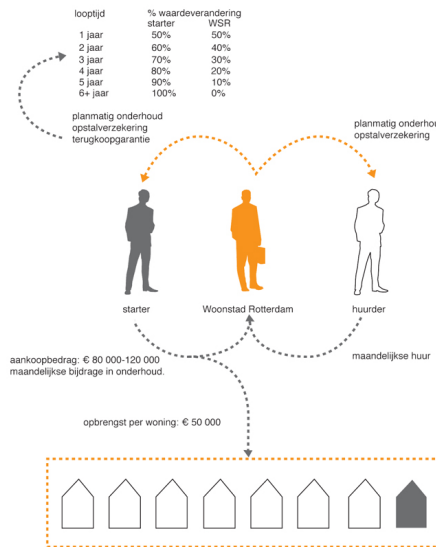 looptijd % waardeverandering
starter WSR
1 jaar 50% 50%
2 jaar 60% 40%
3 jaar 70% 30%
4 jaar 80% 20%
5 jaar 90% 10%
6+ jaar 100% 0%
planmatig onderhoud
opstalverzekering
terugkoopgarantie
planmatig onderhou
opstalverzekering
starter
Woonstad Rotterdam
huurder
aankoopbedrag: € 80 000-120 000
maandelijkse bijdrage in onderhoud.
maandelijkse huur
opbrengst per woning: € 50 000